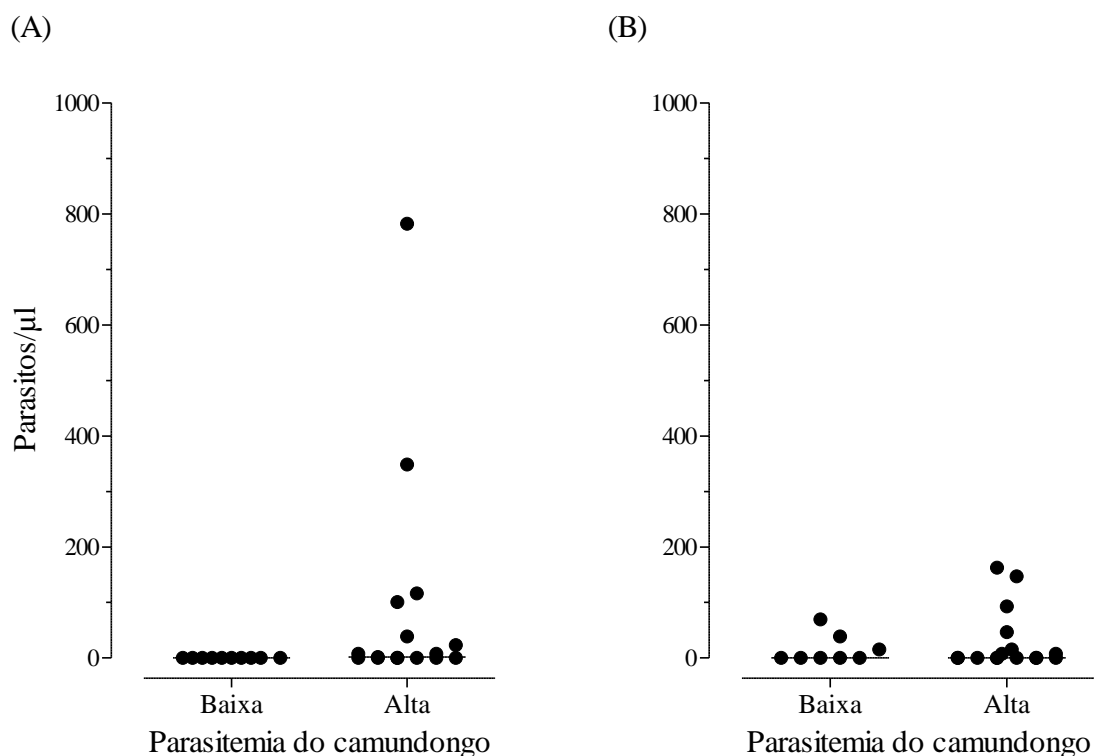 (A)
(B)
Parasitos/µl
1000
800
600
400
200
0
Baixa
Alta
Parasitemia do camundongo
1000
800
600
400
200
0
Baixa
Alta
Parasitemia do camundongo